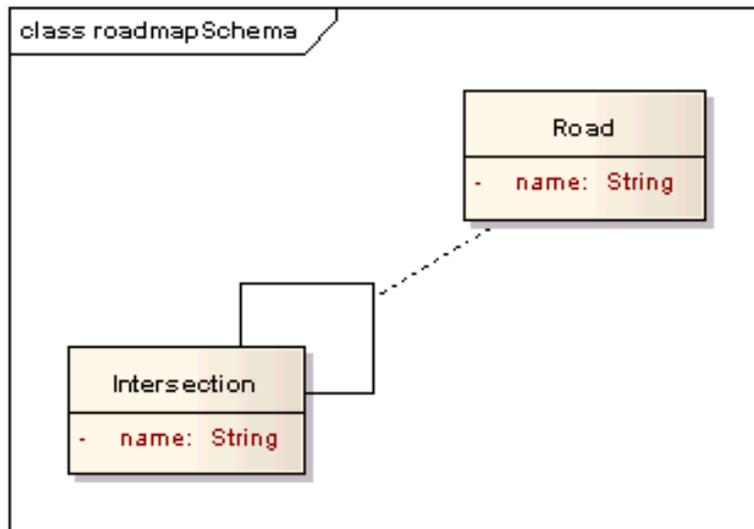 class roadmapSchema
Road
- name: String
Intersection
- name: String